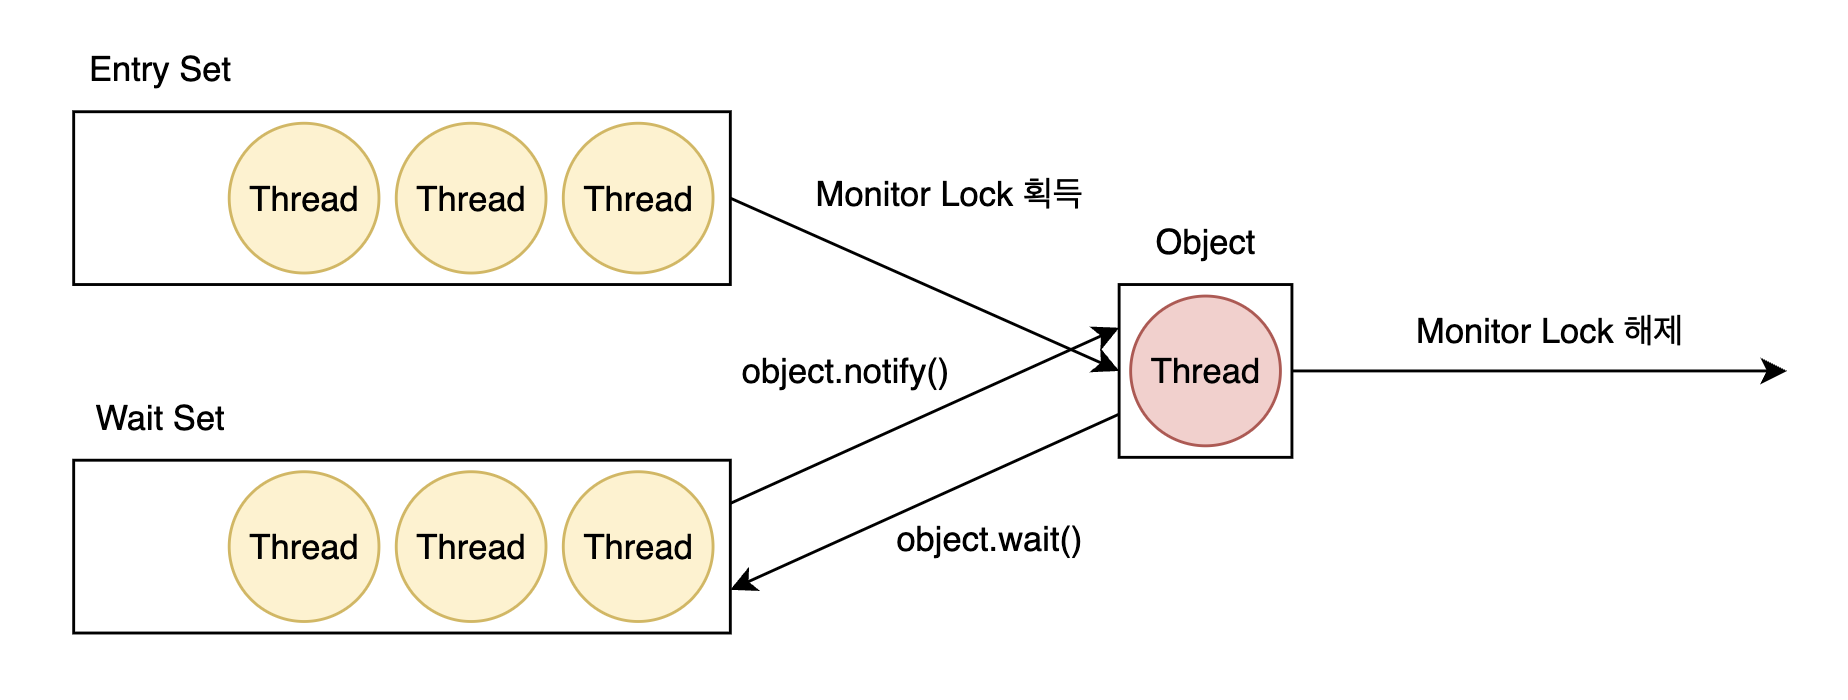 Entry Set
Thread Thread Thread
Monitor Lock 획득
Object
Thread
Monitor Lock 해제
object.notify()
Wait Set
Thread Thread Thread
object.wait()